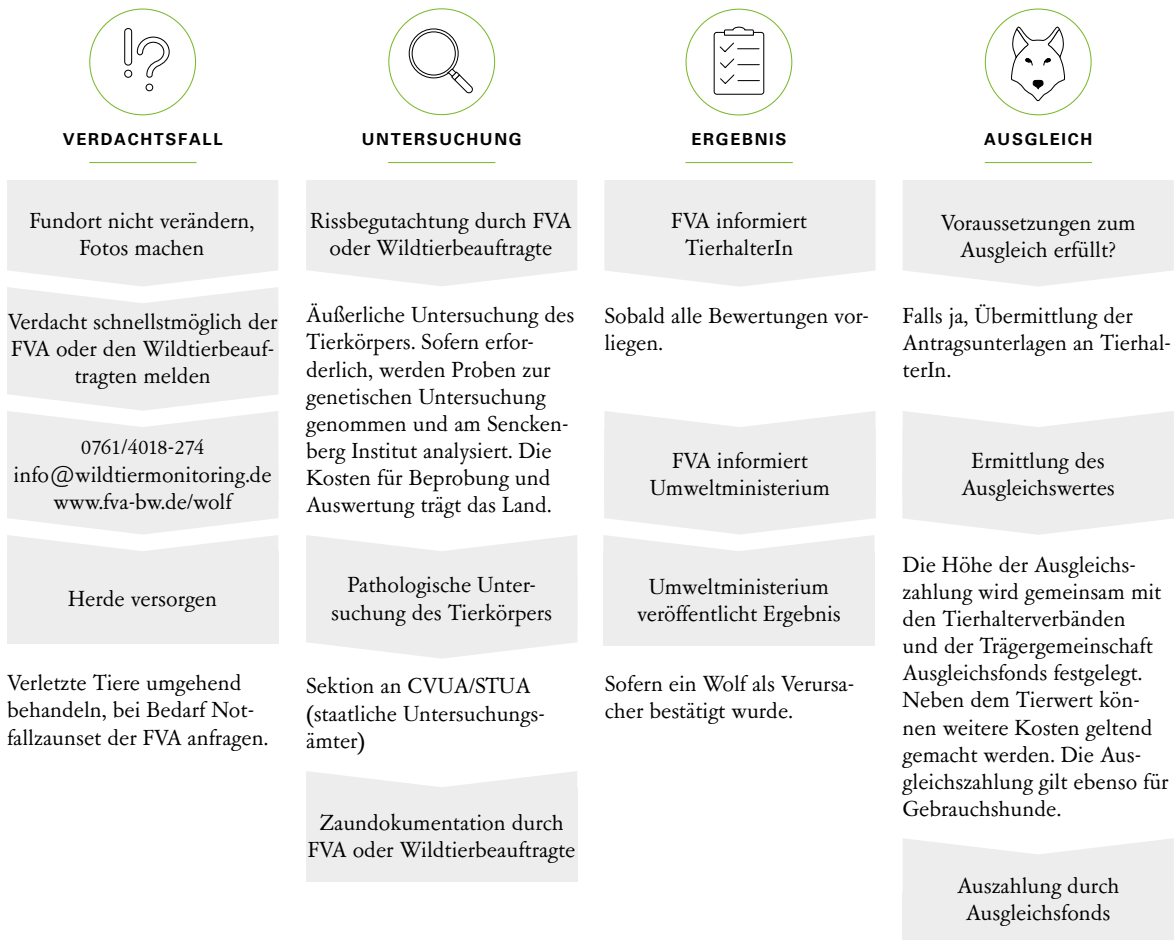 VERDACHTSFALL
Fundort nicht verändern,
Fotos machen
Verdacht schnellstmöglich der
FVA oder den Wildtierbeauf-
tragten melden
0761/4018-274
info@wildtiermonitoring.de
www.fva-bw.de/wolf
Herde versorgen
Verletzte Tiere umgehend
behandeln, bei Bedarf Not-
fallzaunset der FVA anfragen.
UNTERSUCHUNG
Rissbegutachtung durch FVA
oder Wildtierbeauftragte
Äußerliche Untersuchung des
Tierkörpers. Sofern erfor-
derlich, werden Proben zur
genetischen Untersuchung
genommen und am Sencken-
berg Institut analysiert. Die
Kosten für Beprobung und
Auswertung trägt das Land.
Pathologische Unter-
suchung des Tierkörpers
Sektion an CVUA/STUA
(staatliche Untersuchungs-
ämter)
Zaundokumentation durch
FVA oder Wildtierbeauftragte
ERGEBNIS
FVA informiert
TierhalterIn
Sobald alle Bewertungen vor-
liegen.
FVA informiert
Umweltministerium
Umweltministerium
veröffentlicht Ergebnis
Sofern ein Wolf als Verursa-
cher bestätigt wurde.
AUSGLEICH
Voraussetzungen zum
Ausgleich erfüllt?
Falls ja, Übermittlung der
Antragsunterlagen an Tierhal-
terIn.
Ermittlung des
Ausgleichswertes
Die Höhe der Ausgleichs-
zahlung wird gemeinsam mit
den Tierhalterverbänden
und der Trägergemeinschaft
Ausgleichsfonds festgelegt.
Neben dem Tierwert kön-
nen weitere Kosten geltend
gemacht werden. Die Aus-
gleichszahlung gilt ebenso für
Gebrauchshunde.
Auszahlung durch
Ausgleichsfonds